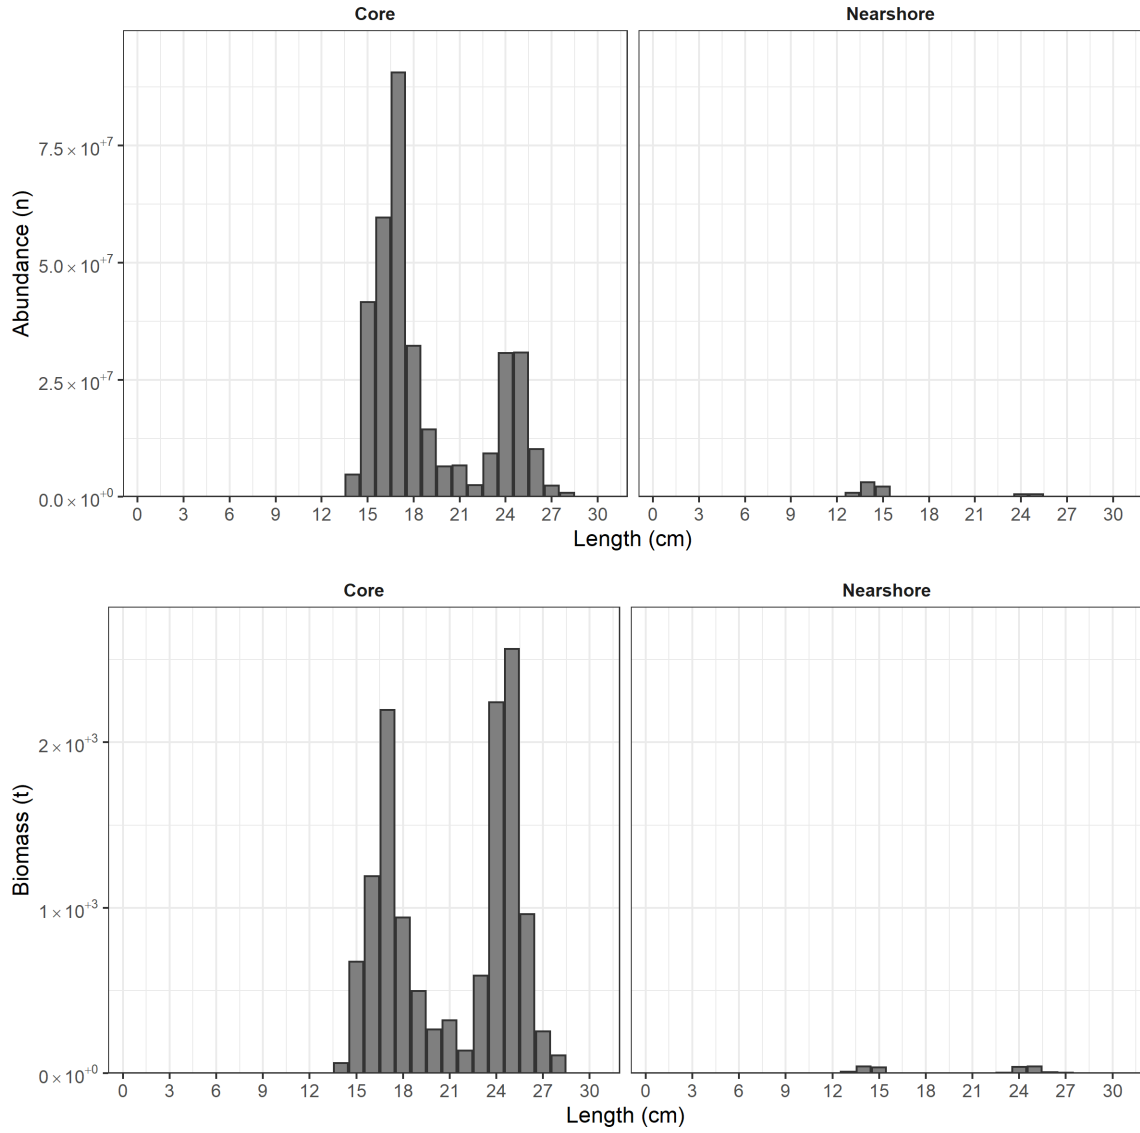 Core Nearshore
Abundance (n)
7.5 × 10⁺⁷
5.0 × 10⁺⁷
2.5 × 10⁺⁷
0.0 × 10⁺⁰
0 3 6 9 12 15 18 21 24 27 30 0 3 6 9 12 15 18 21 24 27 30
Length (cm)
Core Nearshore
Biomass (t)
2 × 10⁺³
1 × 10⁺³
0 × 10⁺⁰
0 3 6 9 12 15 18 21 24 27 30 0 3 6 9 12 15 18 21 24 27 30
Length (cm)